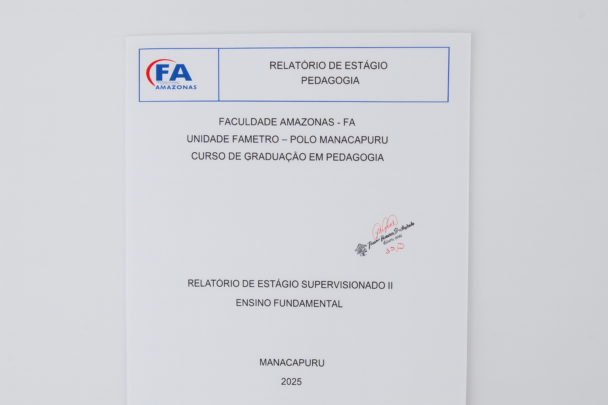 FA
AMAZONAS
RELATÓRIO DE ESTÁGIO
PEDAGOGIA
FACULDADE AMAZONAS - FA
UNIDADE FAMETRO – POLO MANACAPURU
CURSO DE GRADUAÇÃO EM PEDAGOGIA
RELATÓRIO DE ESTÁGIO SUPERVISIONADO II
ENSINO FUNDAMENTAL
MANACAPURU
2025